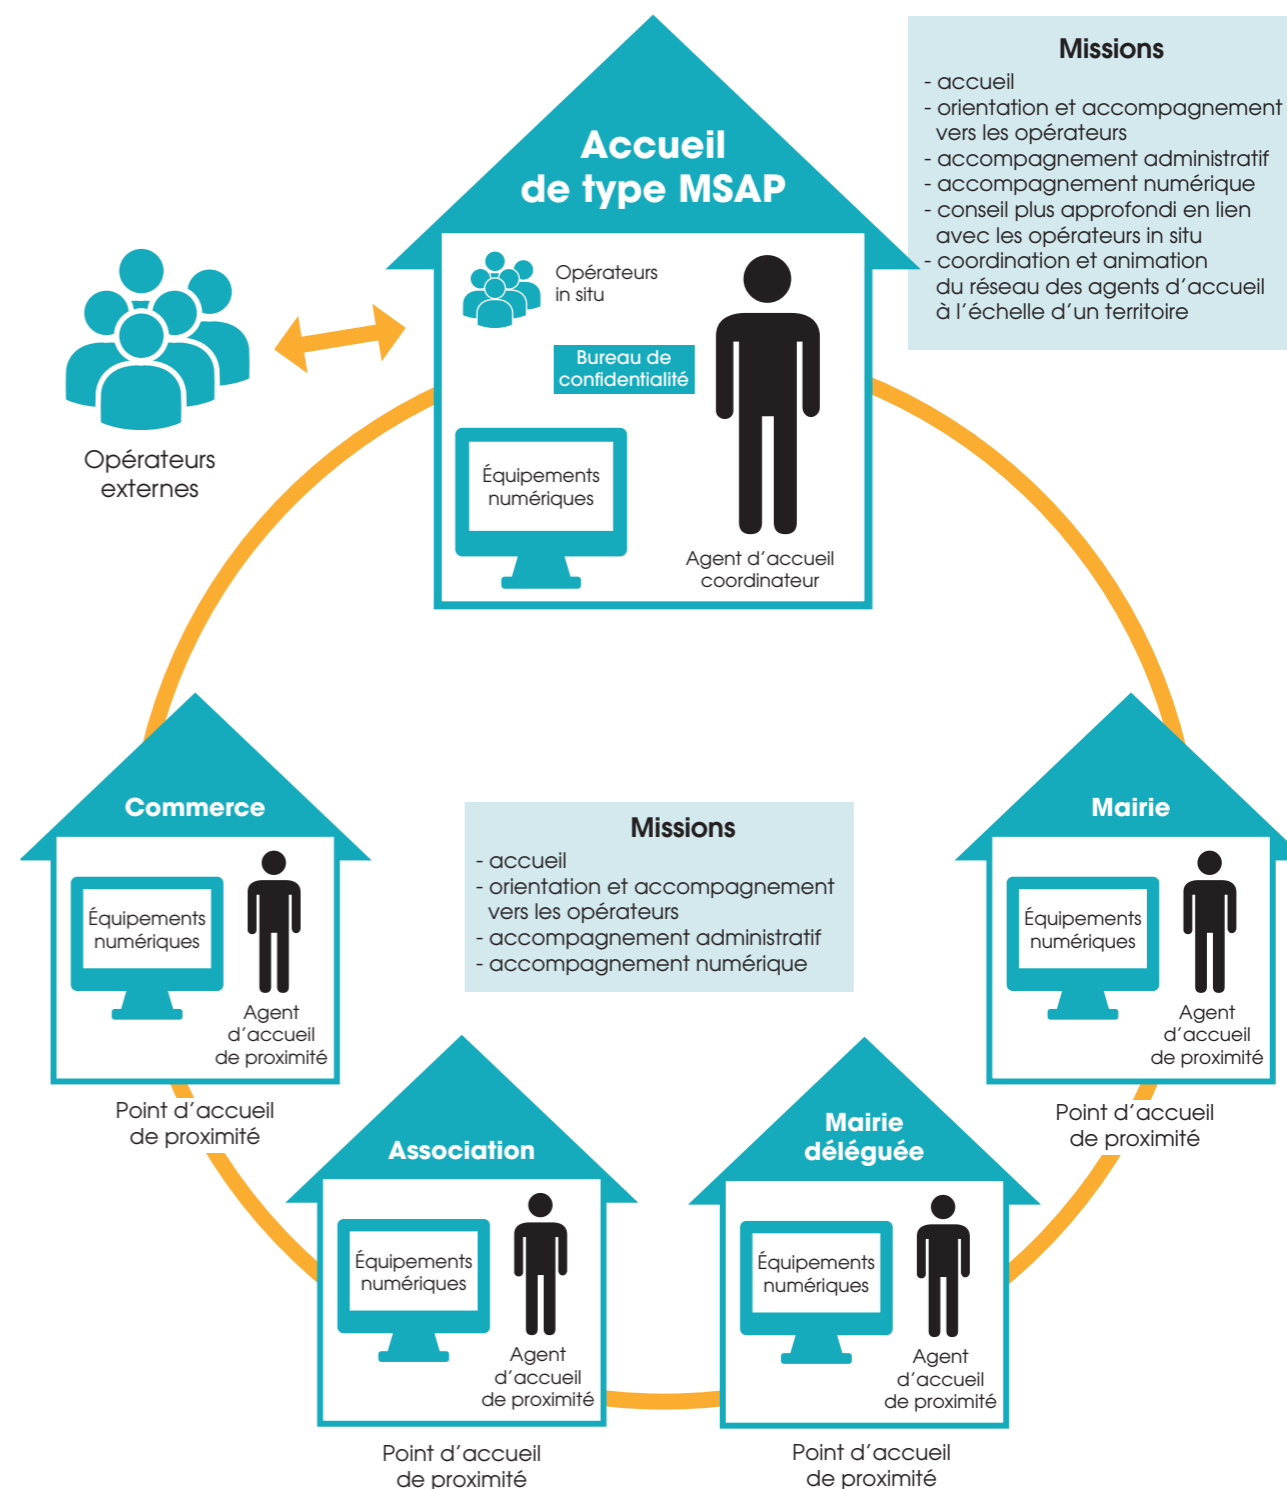 Missions
- accueil
- orientation et accompagnement
vers les opérateurs
- accompagnement administratif
- accompagnement numérique
- conseil plus approfondi en lien
avec les opérateurs in situ
- coordination et animation
du réseau des agents d'accueil
à l'échelle d'un territoire
Accueil
de type MSAP
Opérateurs
in situ
Bureau de
confidentialité
Équipements
numériques
Agent d'accueil
coordinateur
Opérateurs
externes
Commerce
Équipements
numériques
Agent
d'accueil
de proximité
Point d'accueil
de proximité
Missions
- accueil
- orientation et accompagnement
vers les opérateurs
- accompagnement administratif
- accompagnement numérique
Mairie
Équipements
numériques
Agent
d'accueil
de proximité
Point d'accueil
de proximité
Association
Équipements
numériques
Agent
d'accueil
de proximité
Point d'accueil
de proximité
Mairie
déléguée
Équipements
numériques
Agent
d'accueil
de proximité
Point d'accueil
de proximité